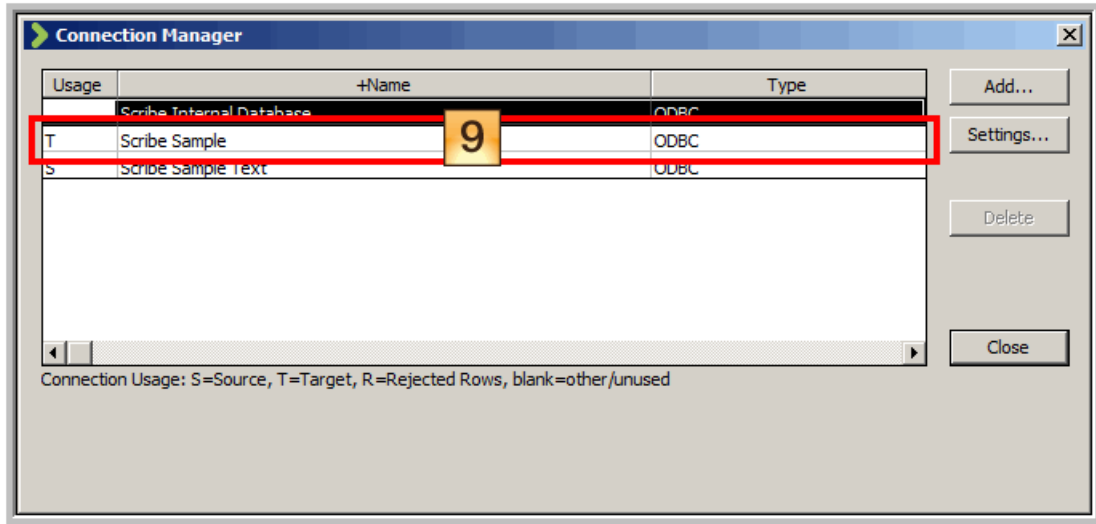 Connection Manager
Usage +Name Type
Scribe Internal Database ODBC
T Scribe Sample 9 ODBC
S Scribe Sample Text ODBC
Add...
Settings...
Delete
Close
Connection Usage: S=Source, T=Target, R=Rejected Rows, blank=other/unused